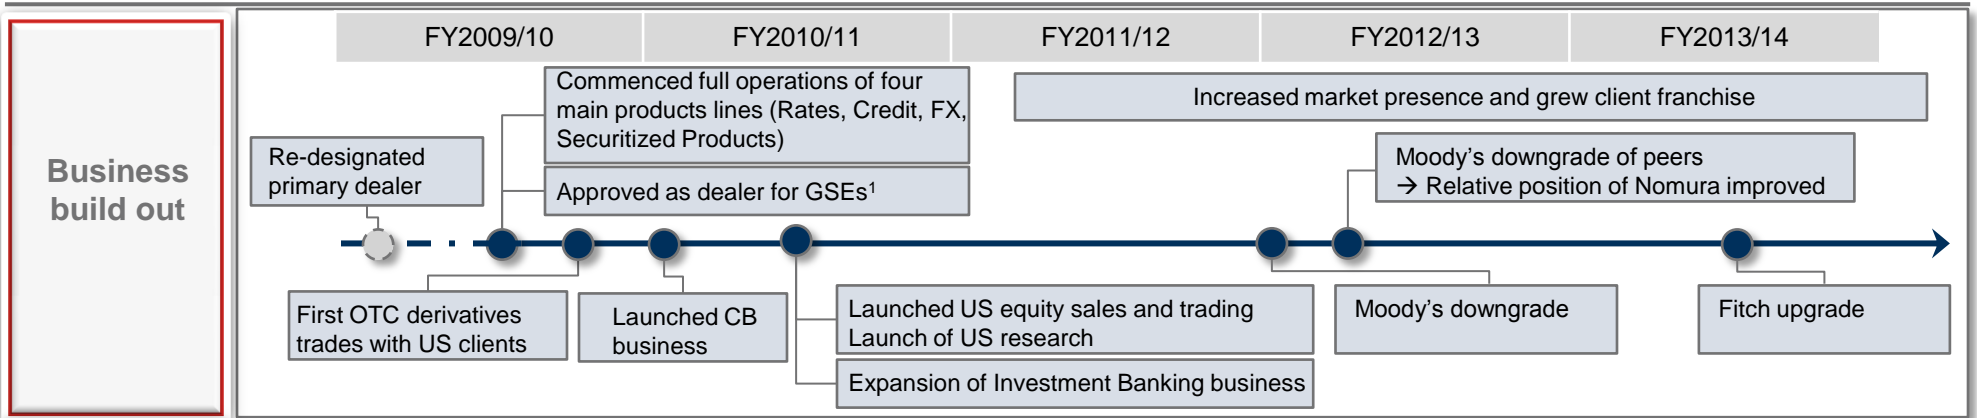 Business
build out
FY2009/10
FY2010/11
FY2011/12
FY2012/13
FY2013/14
Commenced full operations of four
main products lines (Rates, Credit, FX,
Securitized Products)
Increased market presence and grew client franchise
Re-designated
primary dealer
Approved as dealer for GSEs¹
Moody’s downgrade of peers
→ Relative position of Nomura improved
First OTC derivatives
trades with US clients
Launched CB
business
Launched US equity sales and trading
Launch of US research
Expansion of Investment Banking business
Moody’s downgrade
Fitch upgrade